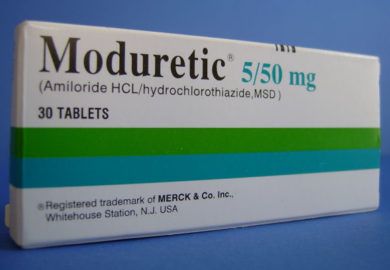 Moduretic® 5/50 mg
(Amiloride HCL/hydrochlorothiazide,MSD)
30 TABLETS
®Registered trademark of MERCK & Co. Inc.,
Whitehouse Station, N.J. USA